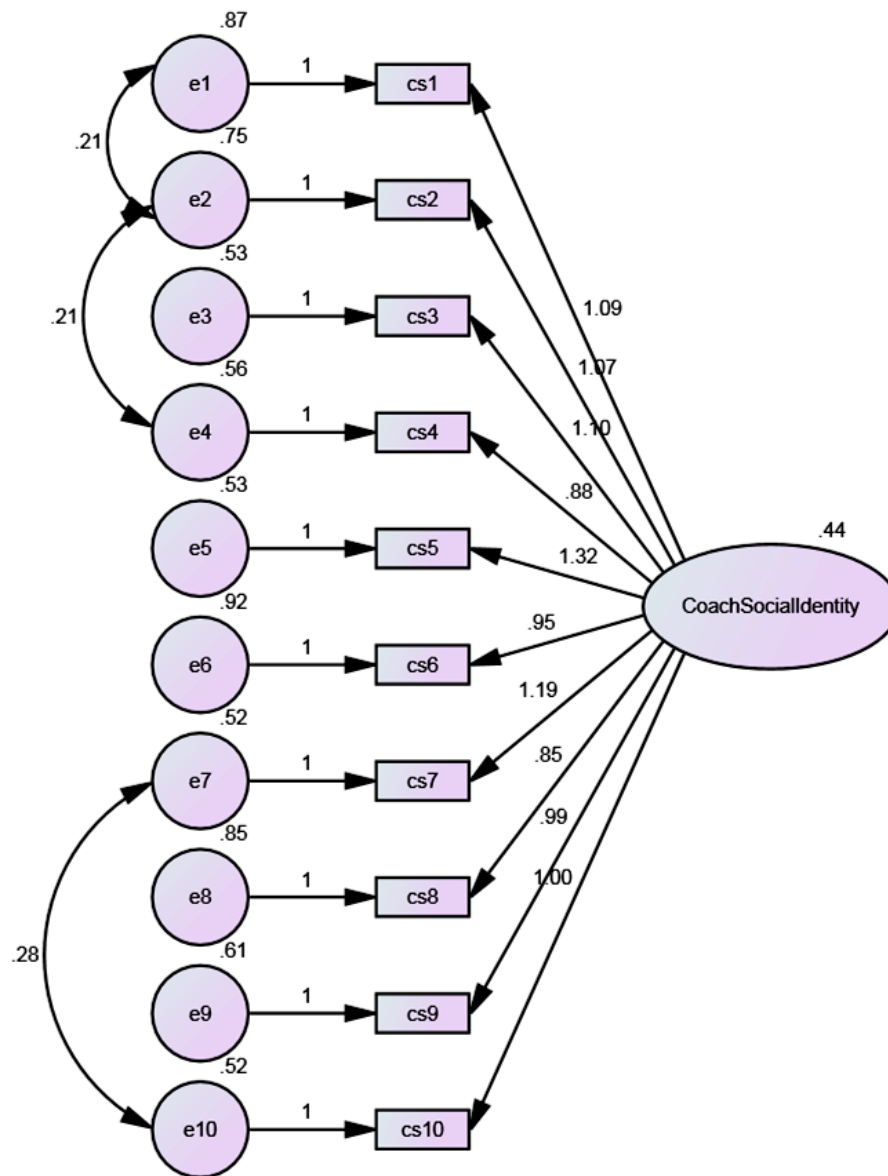 .87
e1
1
cs1
.21
.75
e2
1
cs2
.53
1.09
.21
e3
1
cs3
.56
1.07
e4
1
cs4
1.10
.53
.88
e5
1
cs5
1.32
.44
.92
CoachSocialIdentity
e6
1
cs6
.95
.52
1.19
e7
1
cs7
.85
.85
.99
e8
1
cs8
1.00
.28
.61
e9
1
cs9
.52
e10
1
cs10